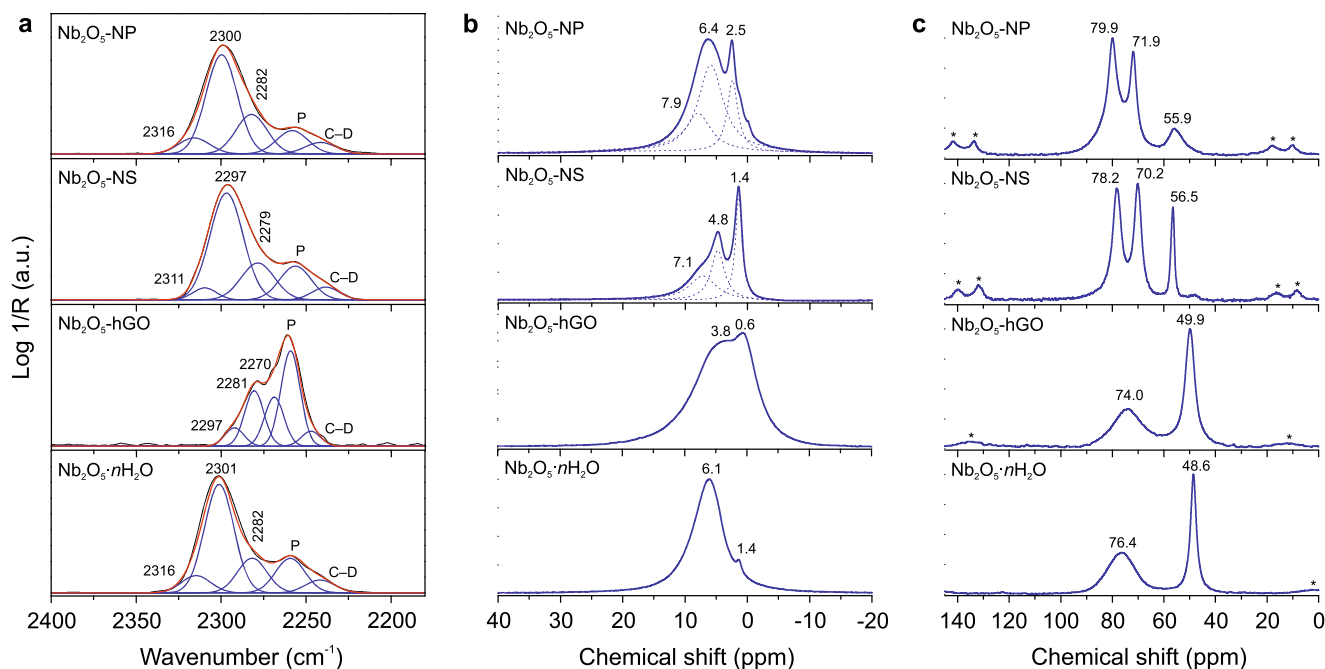 a
Nb₂O₅-NP
2300
2282
2316
P
C–D
Nb₂O₅-NS
2297
2279
2311
P
C–D
Nb₂O₅-hGO
P
2270
2281
2297
C–D
Nb₂O₅·nH₂O
2301
2282
2316
P
C–D
Log 1/R (a.u.)
2400 2350 2300 2250 2200
Wavenumber (cm⁻¹)
b
Nb₂O₅-NP
6.4 2.5
7.9
Nb₂O₅-NS
1.4
4.8
7.1
Nb₂O₅-hGO
3.8 0.6
Nb₂O₅·nH₂O
6.1
1.4
40 30 20 10 0 -10 -20
Chemical shift (ppm)
c
Nb₂O₅-NP
79.9
71.9
55.9
* * * *
Nb₂O₅-NS
78.2 70.2
56.5
* * * *
Nb₂O₅-hGO
49.9
74.0
* *
Nb₂O₅·nH₂O
48.6
76.4
*
140 120 100 80 60 40 20 0
Chemical shift (ppm)